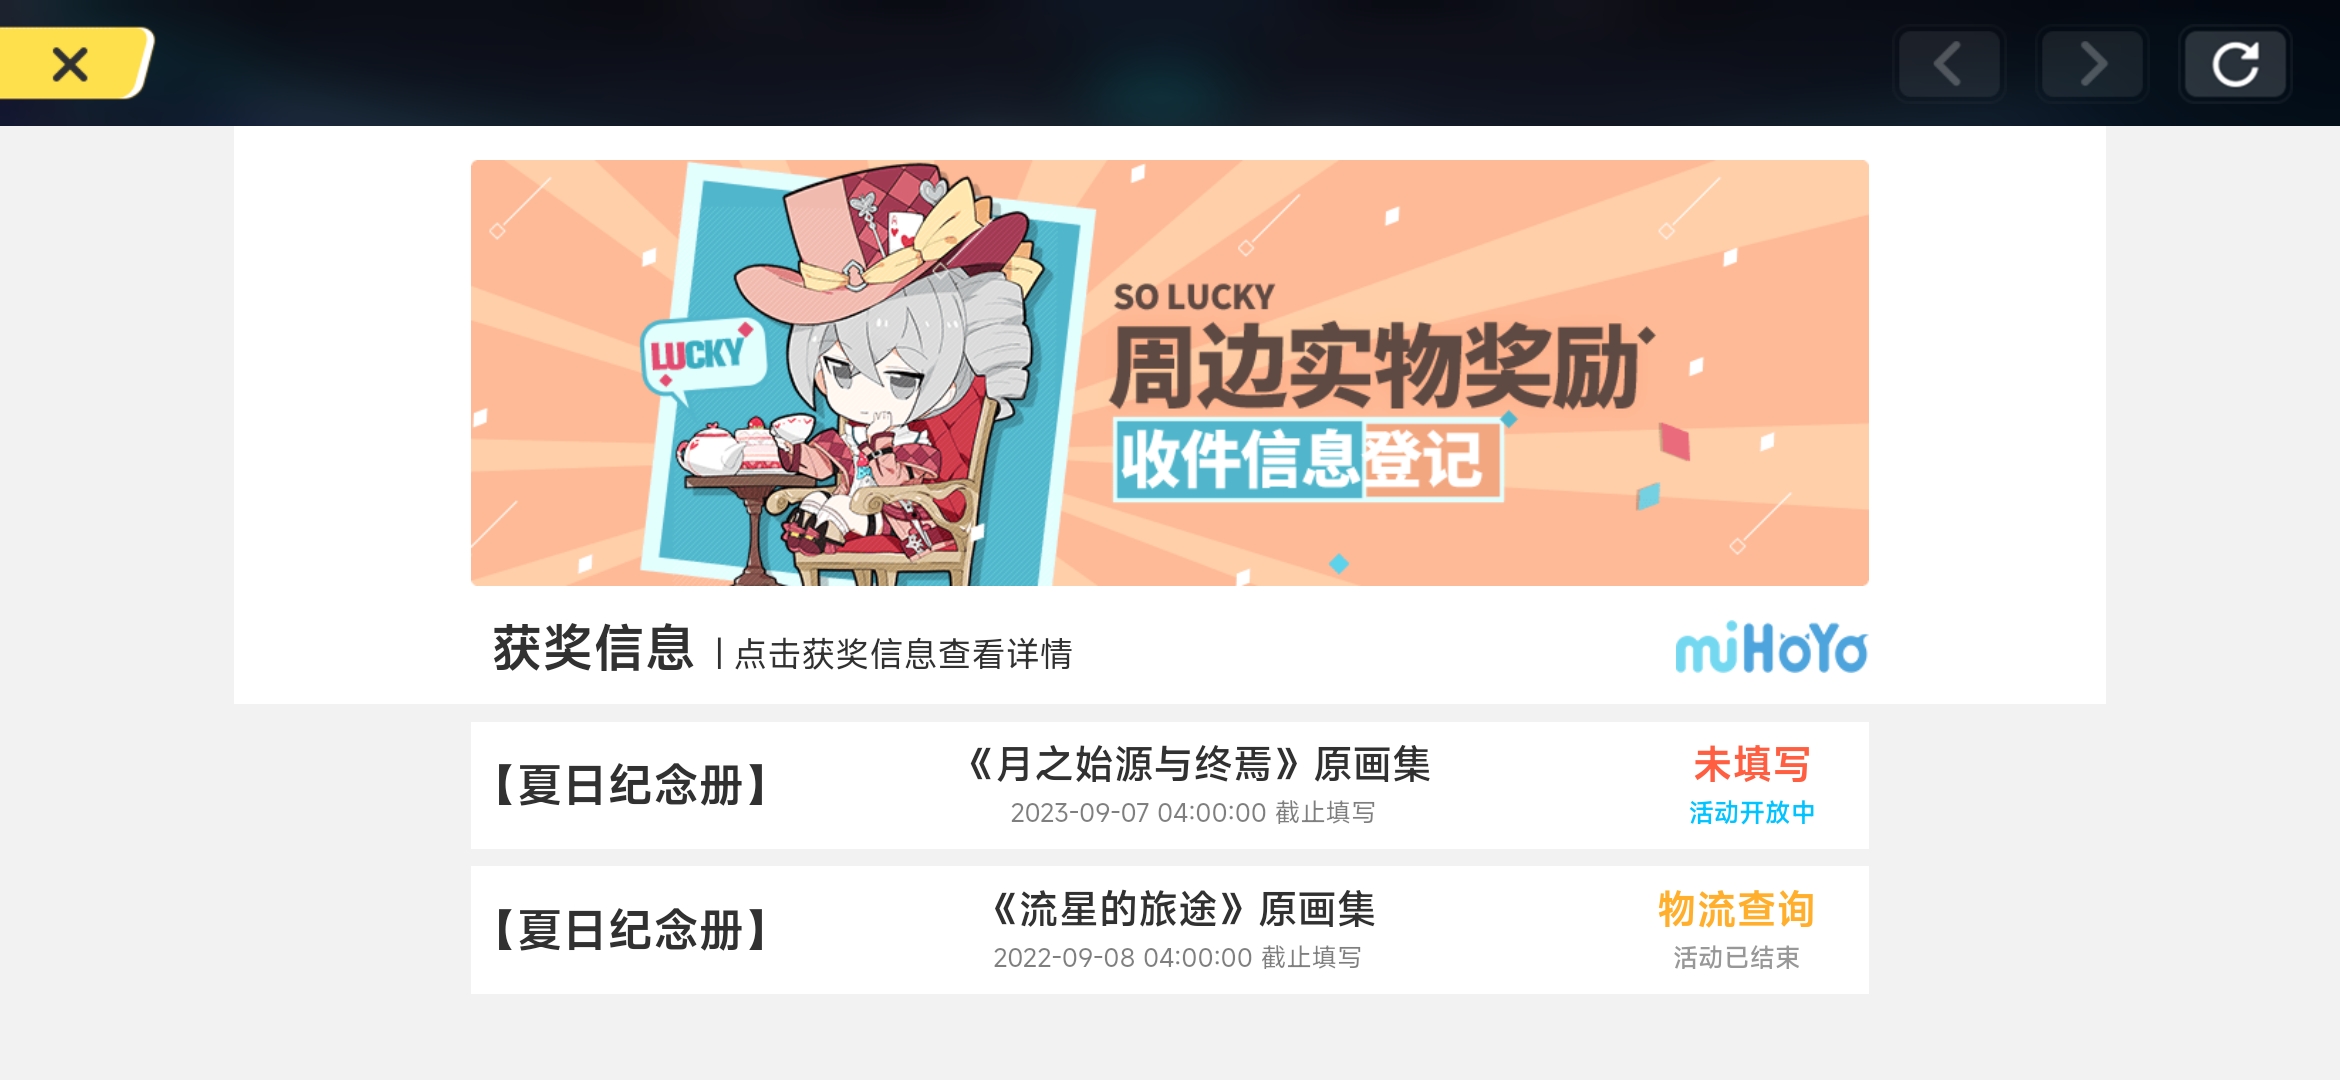 LUCKY
SO LUCKY
周边实物奖励
收件信息登记
获奖信息 | 点击获奖信息查看详情
miHoYo
【夏日纪念册】
《月之始源与终焉》原画集
2023-09-07 04:00:00 截止填写
未填写
活动开放中
【夏日纪念册】
《流星的旅途》原画集
2022-09-08 04:00:00 截止填写
物流查询
活动已结束